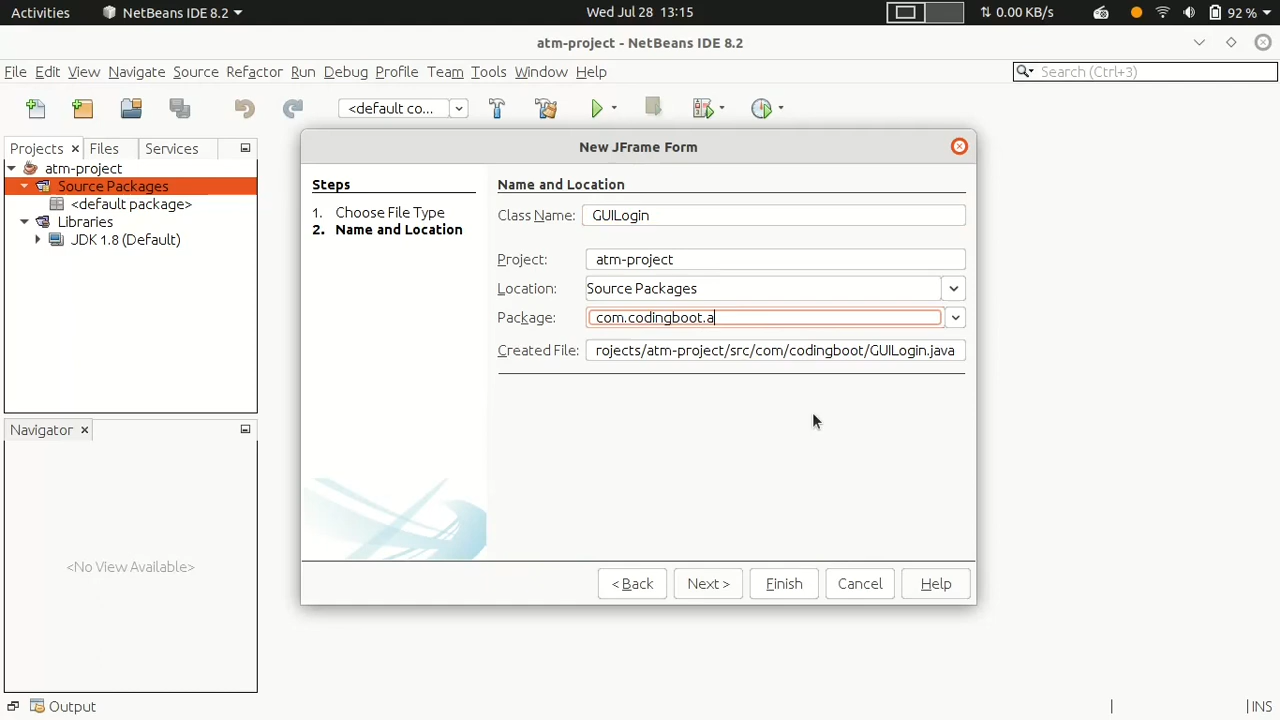 Activities NetBeans IDE 8.2 Wed Jul 28 13:15 0.00 KB/s 92 %
atm-project - NetBeans IDE 8.2
File Edit View Navigate Source Refactor Run Debug Profile Team Tools Window Help Search (Ctrl+3)
<default co...
Projects Files Services
atm-project
Source Packages
<default package>
Libraries
JDK 1.8 (Default)
Navigator
<No View Available>
New JFrame Form
Steps
1. Choose File Type
2. Name and Location
Name and Location
Class Name: GUILogin
Project: atm-project
Location: Source Packages
Package: com.codingboot.a
Created File: rojects/atm-project/src/com/codingboot/GUILogin.java
< Back Next > Finish Cancel Help
Output INS